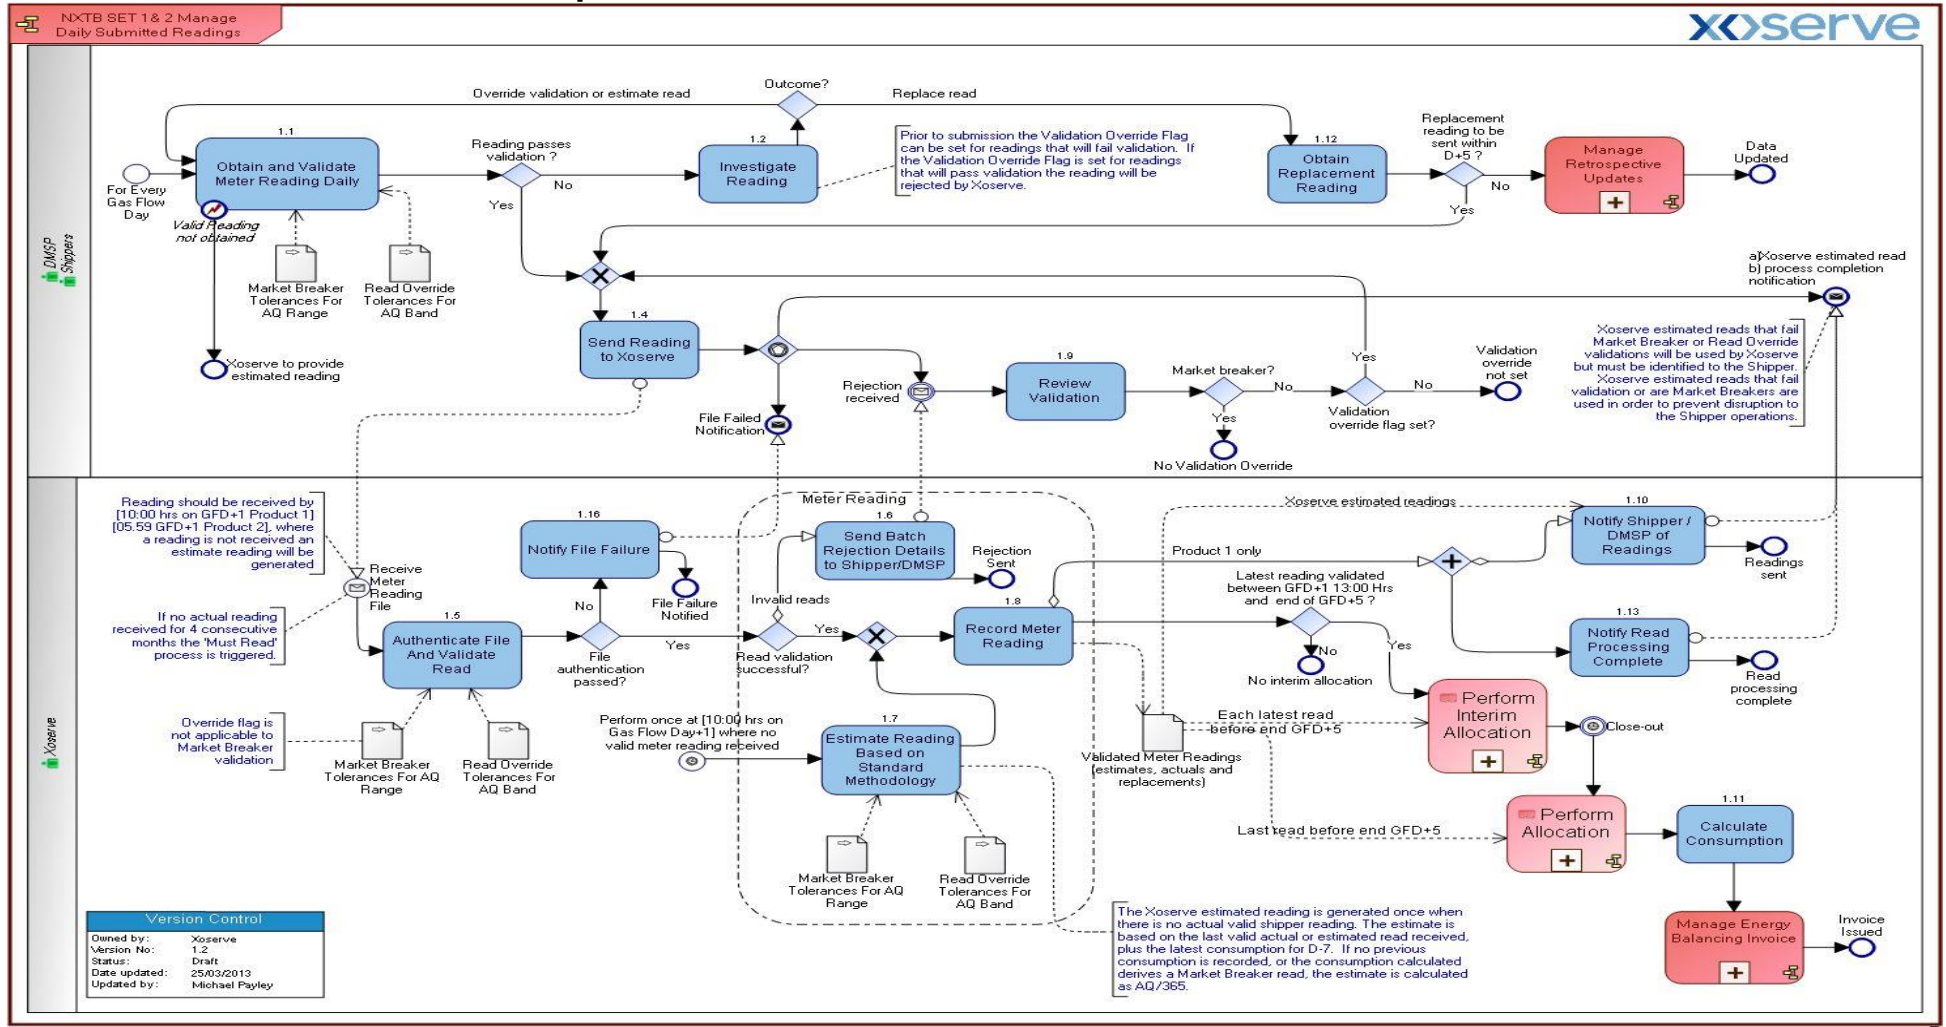 NXTB SET 1 & 2 Manage
Daily Submitted Readings
xoserve
DMSP
Shippers
Outcome?
Override validation or estimate read
Replace read
1.1
Obtain and Validate
Meter Reading Daily
For Every
Gas Flow
Day
Valid Reading
not obtained
Market Breaker
Tolerances For
AQ Range
Read Override
Tolerances For
AQ Band
Xoserve to provide
estimated reading
Reading passes
validation ?
No
Yes
1.2
Investigate
Reading
Prior to submission the Validation Override Flag
can be set for readings that will fail validation. If
the Validation Override Flag is set for readings
that will pass validation the reading will be
rejected by Xoserve.
1.12
Obtain
Replacement
Reading
Replacement
reading to be
sent within
D+5 ?
No
Yes
Manage
Retrospective
Updates
Data
Updated
1.4
Send Reading
to Xoserve
File Failed
Notification
Rejection
received
1.9
Review
Validation
Market breaker?
No
Yes
No Validation Override
Yes
No
Validation
override flag set?
Validation
override
not set
a)Xoserve estimated read
b) process completion
notification
Xoserve estimated reads that fail
Market Breaker or Read Override
validations will be used by Xoserve
but must be identified to the Shipper.
Xoserve estimated reads that fail
validation or are Market Breakers are
used in order to prevent disruption to
the Shipper operations.
Xoserve
Reading should be received by
[10:00 hrs on GFD+1 Product 1]
[05.59 GFD+1 Product 2], where
a reading is not received an
estimate reading will be
generated
Receive
Meter
Reading
File
If no actual reading
received for 4 consecutive
months the 'Must Read'
process is triggered.
1.5
Authenticate File
And Validate
Read
Override flag is
not applicable to
Market Breaker
validation
Market Breaker
Tolerances For AQ
Range
Read Override
Tolerances For
AQ Band
1.16
Notify File Failure
File Failure
Notified
No
Yes
File
authentication
passed?
Meter Reading
1.6
Send Batch
Rejection Details
to Shipper/DMSP
Rejection
Sent
Invalid reads
Yes
Read validation
successful?
1.8
Record Meter
Reading
Perform once at [10:00 hrs on
Gas Flow Day+1] where no
valid meter reading received
1.7
Estimate Reading
Based on
Standard
Methodology
Market Breaker
Tolerances For AQ
Range
Read Override
Tolerances For
AQ Band
Xoserve estimated readings
Product 1 only
Latest reading validated
between GFD+1 13:00 Hrs
and end of GFD+5 ?
Yes
No
No interim allocation
1.10
Notify Shipper /
DMSP of
Readings
Readings
sent
1.13
Notify Read
Processing
Complete
Read
processing
complete
Validated Meter Readings
(estimates, actuals and
replacements)
Each latest read
before end GFD+5
Perform
Interim
Allocation
Close-out
Last read before end GFD+5
Perform
Allocation
1.11
Calculate
Consumption
Manage Energy
Balancing Invoice
Invoice
Issued
The Xoserve estimated reading is generated once when
there is no actual valid shipper reading. The estimate is
based on the last valid actual or estimated read received,
plus the latest consumption for D-7. If no previous
consumption is recorded, or the consumption calculated
derives a Market Breaker read, the estimate is calculated
as AQ/365.
Version Control
Owned by: Xoserve
Version No: 1.2
Status: Draft
Date updated: 25/03/2013
Updated by: Michael Payley